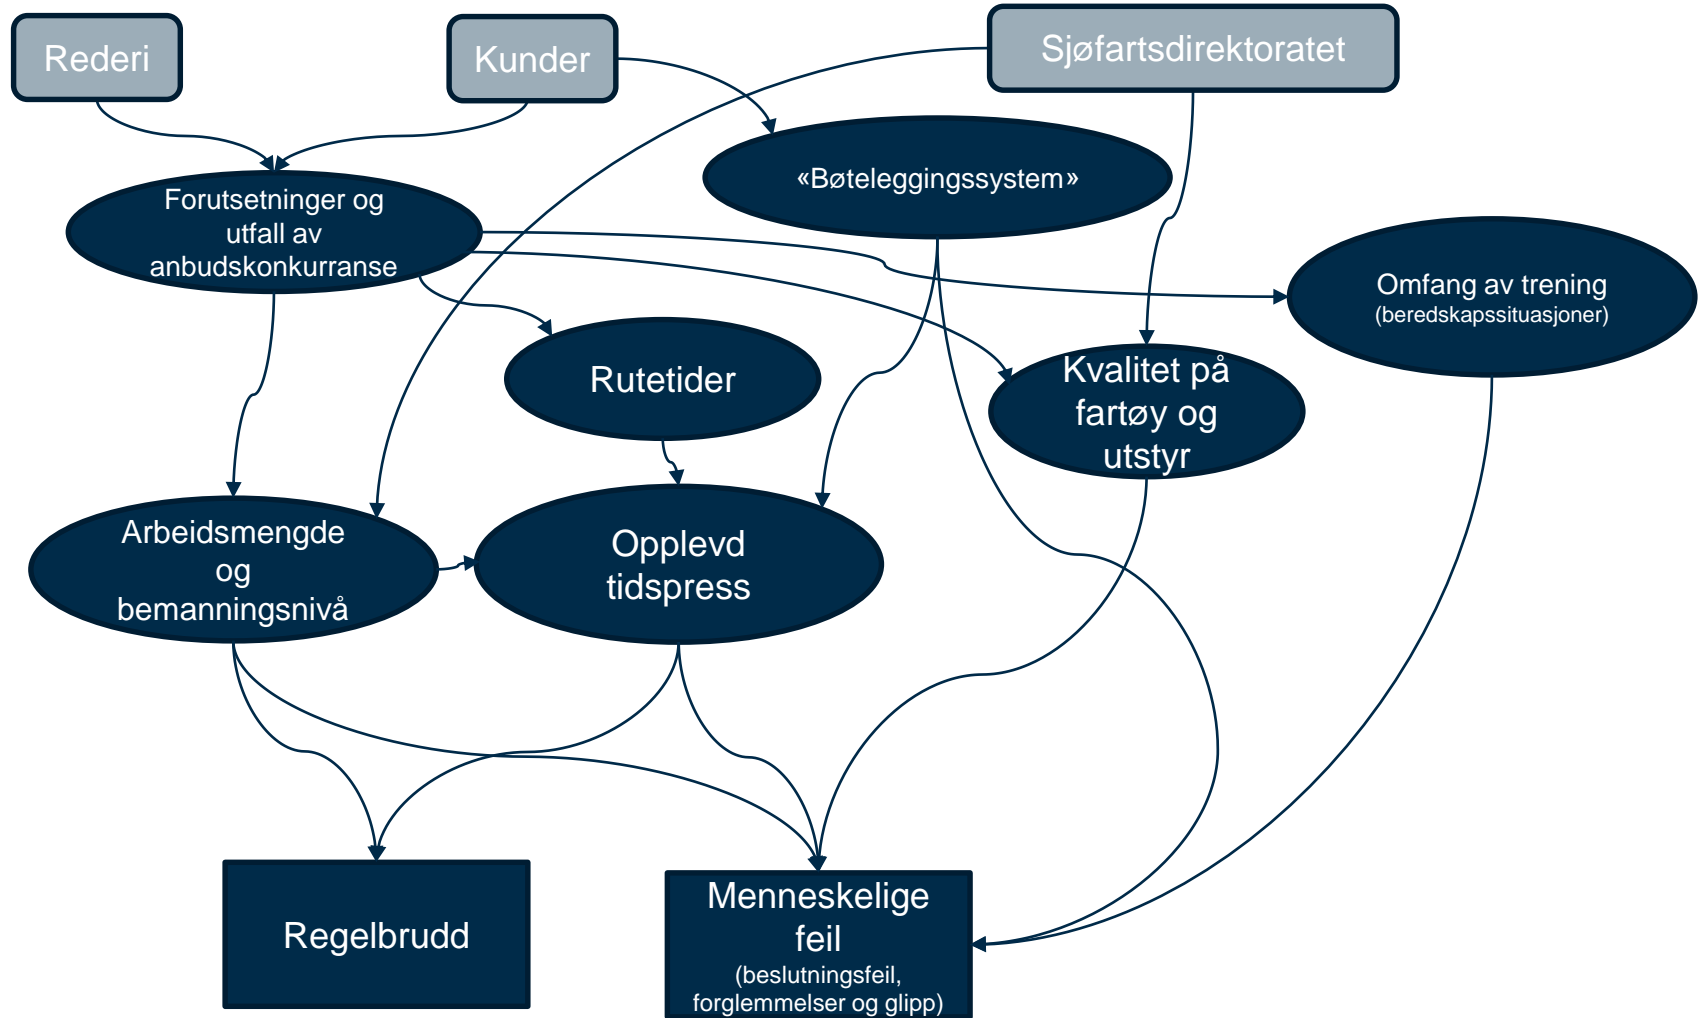 Rederi
Kunder
Sjøfartsdirektoratet
«Bøteleggingssystem»
Forutsetninger og
utfall av
anbudskonkurranse
Omfang av trening
(beredskapssituasjoner)
Rutetider
Kvalitet på
fartøy og
utstyr
Arbeidsmengde
og
bemanningsnivå
Opplevd
tidspress
Regelbrudd
Menneskelige
feil
(beslutningsfeil,
forglemmelser og glipp)